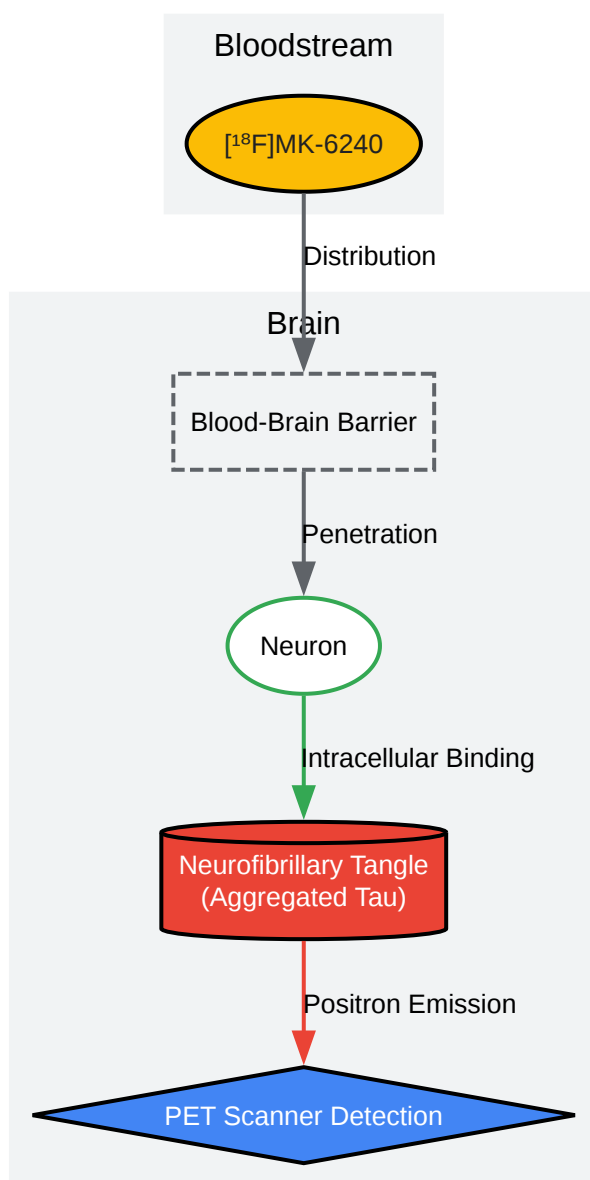 Bloodstream
[¹⁸F]MK-6240
Distribution
Brain
Blood-Brain Barrier
Penetration
Neuron
Intracellular Binding
Neurofibrillary Tangle
(Aggregated Tau)
Positron Emission
PET Scanner Detection